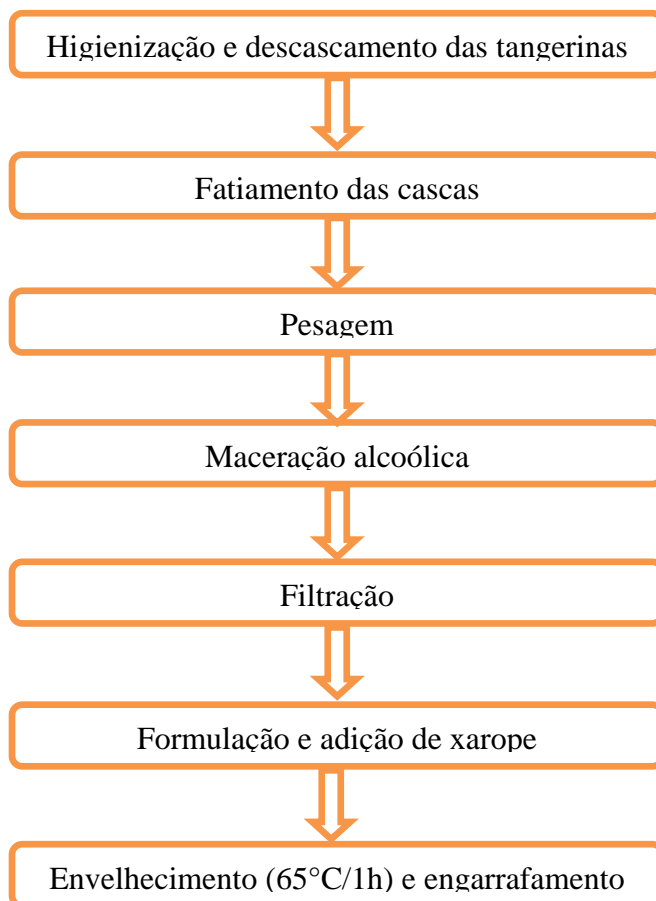 Higienização e descascamento das tangerinas
Fatiamento das cascas
Pesagem
Maceração alcoólica
Filtração
Formulação e adição de xarope
Envelhecimento (65°C/1h) e engarrafamento